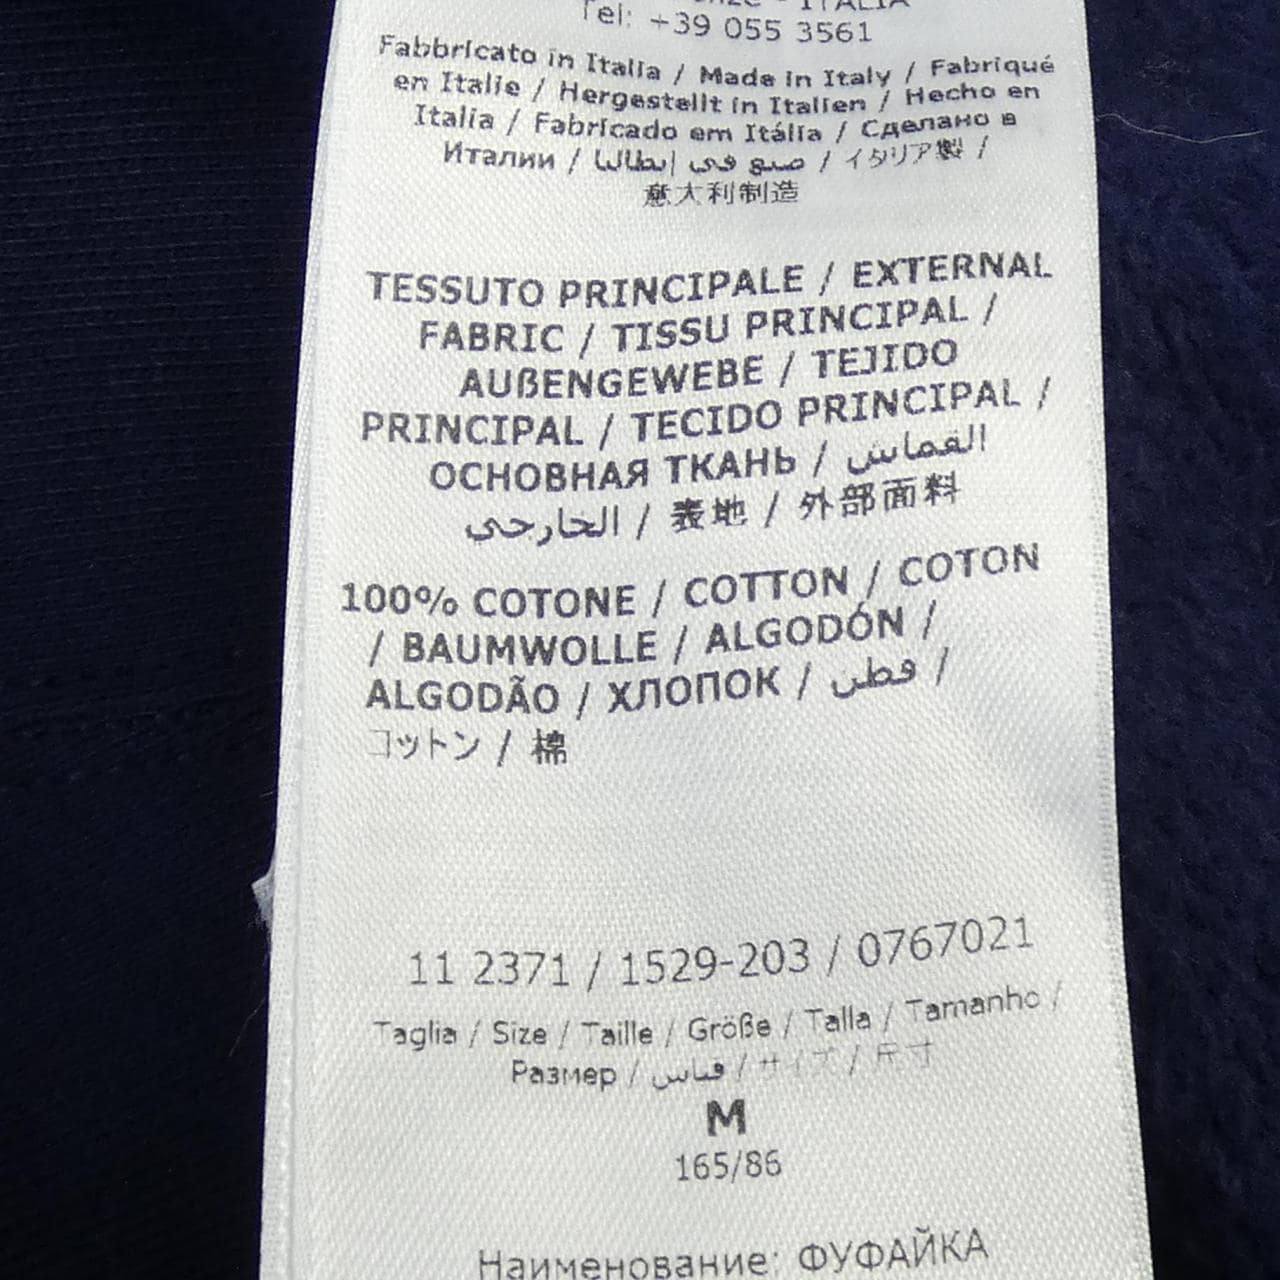 ITALIA
Tel: +39 055 3561
Fabbricato in Italia / Made in Italy / Fabriqué
en Italie / Hergestellt in Italien / Hecho en
Italia / Fabricado em Itália / Сделано в
Италии / صنع في إيطاليا / イタリア製 /
意大利制造
TESSUTO PRINCIPALE / EXTERNAL
FABRIC / TISSU PRINCIPAL /
AUßENGEWEBE / TEJIDO
PRINCIPAL / TECIDO PRINCIPAL /
ОСНОВНАЯ ТКАНЬ / القماش
الخارجي / 表地 / 外部面料
100% COTONE / COTTON / COTON
/ BAUMWOLLE / ALGODÓN /
ALGODÃO / ХЛОПОК / قطن /
コットン / 棉
11 2371 / 1529-203 / 0767021
Taglia / Size / Taille / Größe / Talla / Tamanho /
Размер / قياس / サイズ / 尺寸
M
165/86
Наименование: ФУФАЙКА